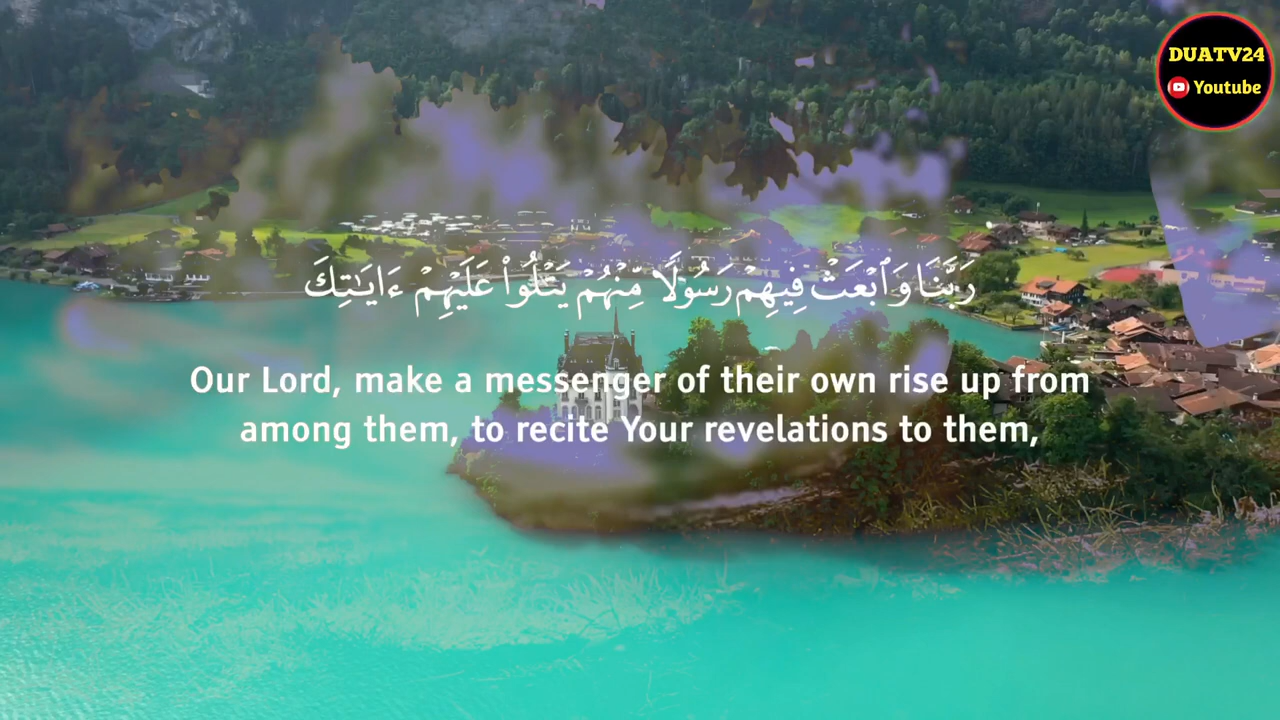 DUATV24
Youtube
رَبَّنَا وَٱبْعَثْ فِيهِمْ رَسُولًا مِّنْهُمْ يَتْلُوا۟ عَلَيْهِمْ ءَايَـٰتِكَ
Our Lord, make a messenger of their own rise up from
among them, to recite Your revelations to them,